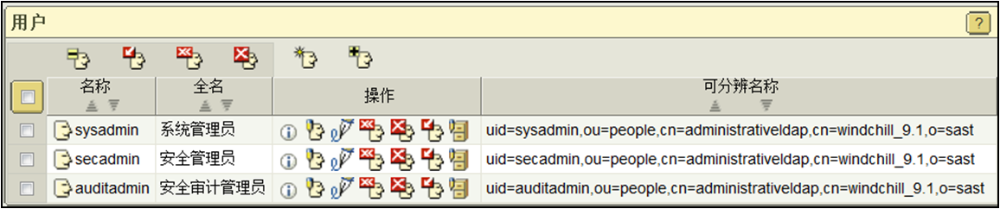 用户
?
名称 全名 操作 可分辨名称
sysadmin 系统管理员 uid=sysadmin,ou=people,cn=administrativeldap,cn=windchill_9.1,o=sast
secadmin 安全管理员 uid=secadmin,ou=people,cn=administrativeldap,cn=windchill_9.1,o=sast
auditadmin 安全审计管理员 uid=auditadmin,ou=people,cn=administrativeldap,cn=windchill_9.1,o=sast